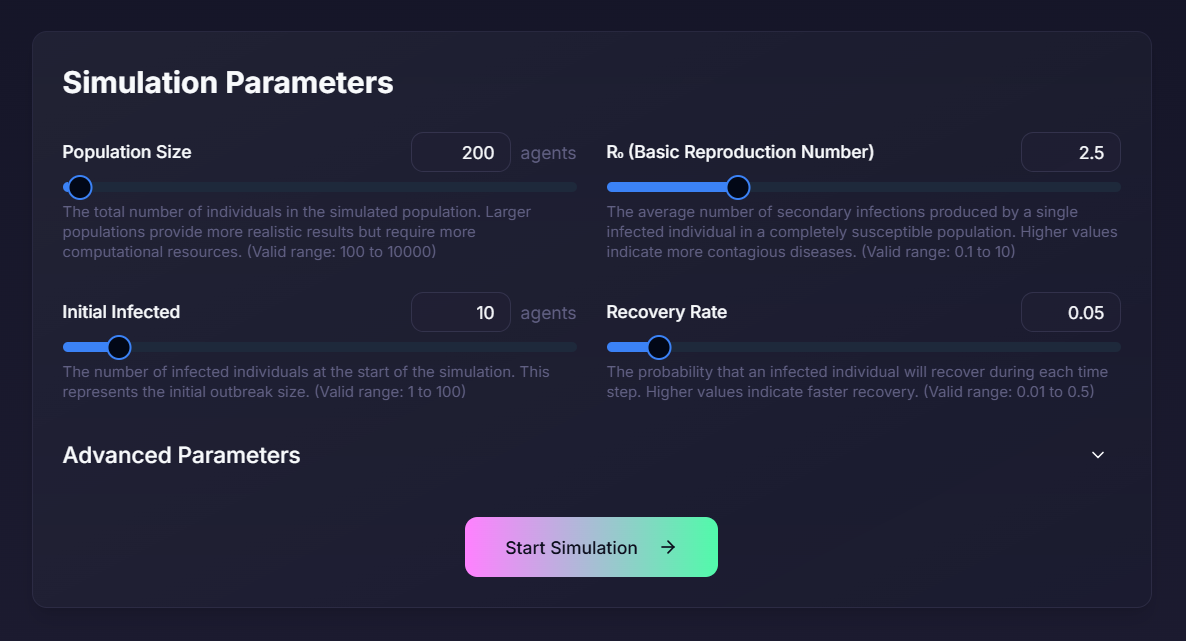 Simulation Parameters
Population Size 200 agents
The total number of individuals in the simulated population. Larger
populations provide more realistic results but require more
computational resources. (Valid range: 100 to 10000)
R₀ (Basic Reproduction Number) 2.5
The average number of secondary infections produced by a single
infected individual in a completely susceptible population. Higher values
indicate more contagious diseases. (Valid range: 0.1 to 10)
Initial Infected 10 agents
The number of infected individuals at the start of the simulation. This
represents the initial outbreak size. (Valid range: 1 to 100)
Recovery Rate 0.05
The probability that an infected individual will recover during each time
step. Higher values indicate faster recovery. (Valid range: 0.01 to 0.5)
Advanced Parameters
Start Simulation →